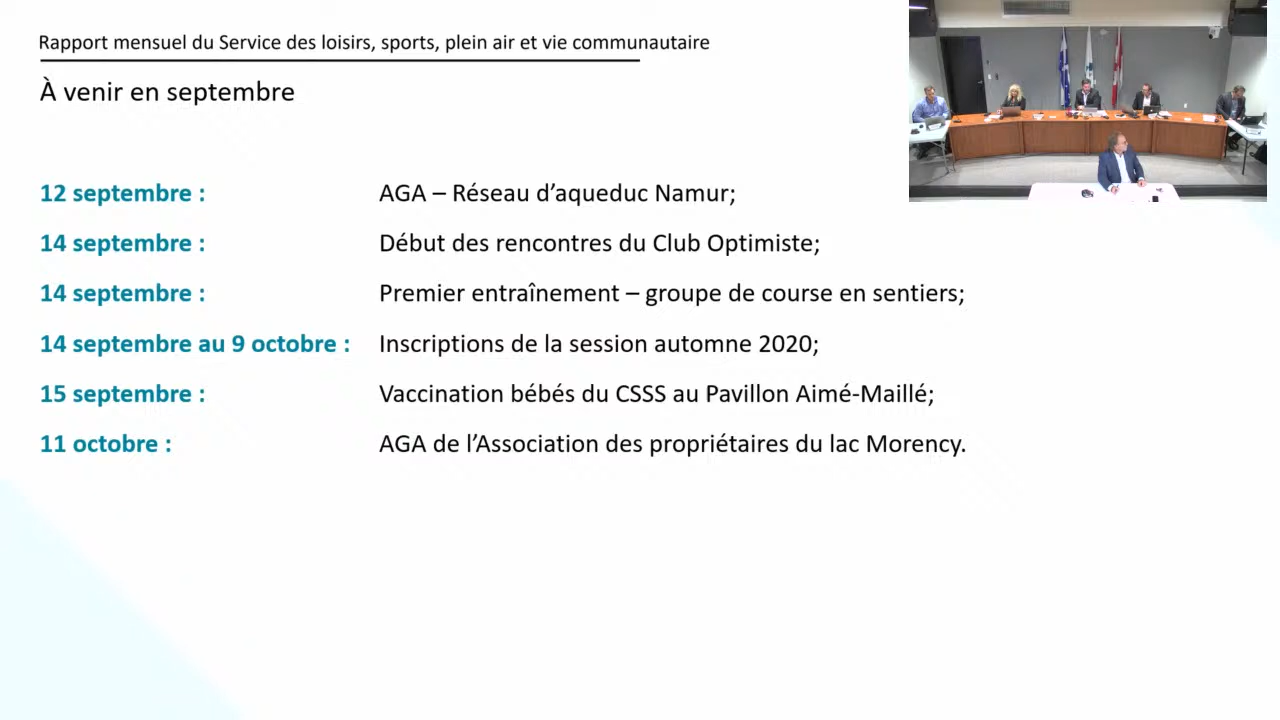 Rapport mensuel du Service des loisirs, sports, plein air et vie communautaire
À venir en septembre
12 septembre : AGA – Réseau d’aqueduc Namur;
14 septembre : Début des rencontres du Club Optimiste;
14 septembre : Premier entraînement – groupe de course en sentiers;
14 septembre au 9 octobre : Inscriptions de la session automne 2020;
15 septembre : Vaccination bébés du CSSS au Pavillon Aimé-Maillé;
11 octobre : AGA de l’Association des propriétaires du lac Morency.